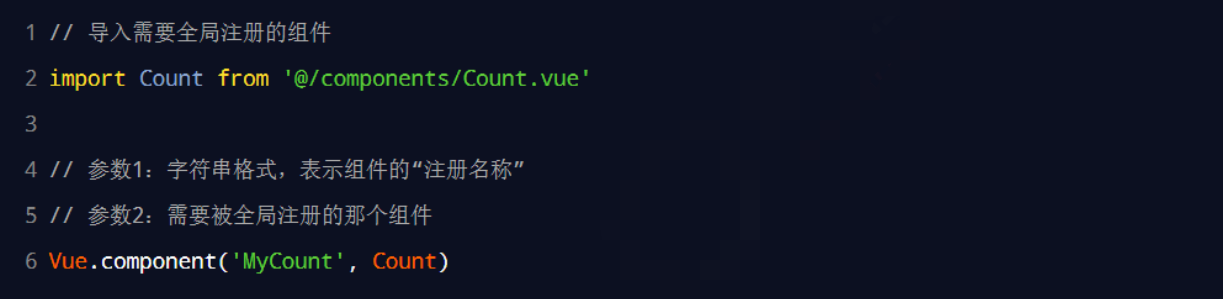 1 // 导入需要全局注册的组件
2 import Count from '@/components/Count.vue'
3
4 // 参数1：字符串格式，表示组件的“注册名称”
5 // 参数2：需要被全局注册的那个组件
6 Vue.component('MyCount', Count)